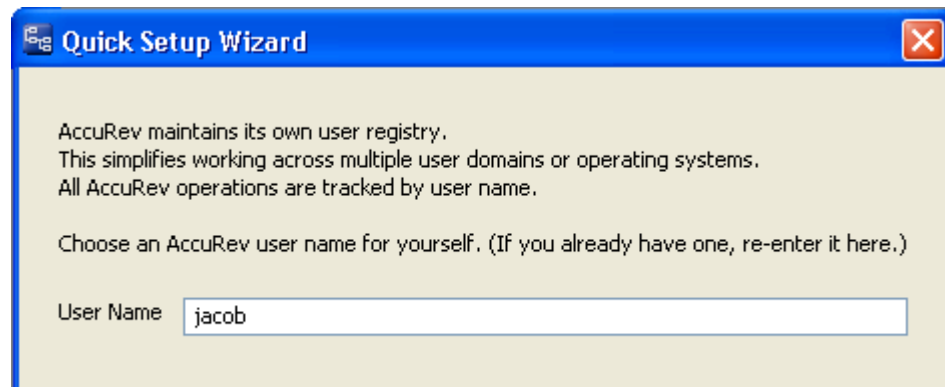 Quick Setup Wizard
AccuRev maintains its own user registry.
This simplifies working across multiple user domains or operating systems.
All AccuRev operations are tracked by user name.
Choose an AccuRev user name for yourself. (If you already have one, re-enter it here.)
User Name jacob